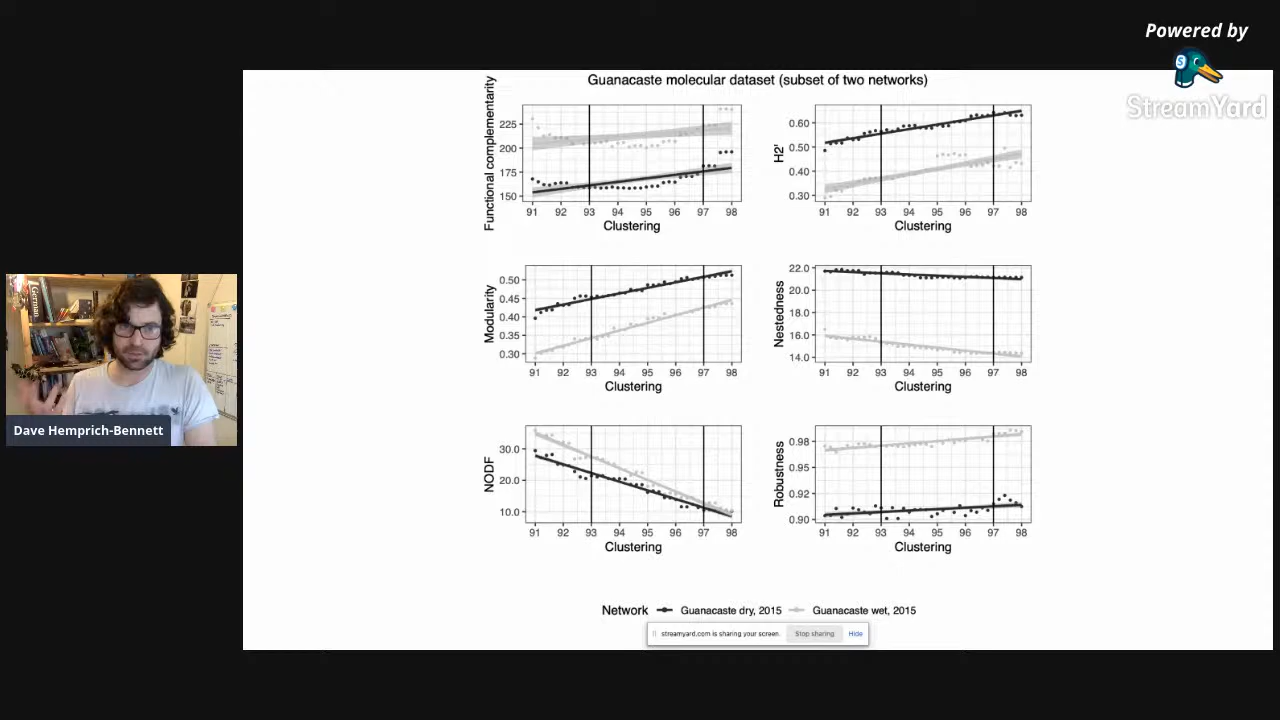 Powered by
StreamYard
Guanacaste molecular dataset (subset of two networks)
Functional complementarity
225
200
175
150
91 92 93 94 95 96 97 98
Clustering
H2'
0.60
0.50
0.40
0.30
91 92 93 94 95 96 97 98
Clustering
Modularity
0.50
0.45
0.40
0.35
0.30
91 92 93 94 95 96 97 98
Clustering
Nestedness
22.0
20.0
18.0
16.0
14.0
91 92 93 94 95 96 97 98
Clustering
NODF
30.0
20.0
10.0
91 92 93 94 95 96 97 98
Clustering
Robustness
0.98
0.95
0.92
0.90
91 92 93 94 95 96 97 98
Clustering
Network Guanacaste dry, 2015 Guanacaste wet, 2015
streamyard.com is sharing your screen. Stop sharing Hide
German
Dave Hemprich-Bennett